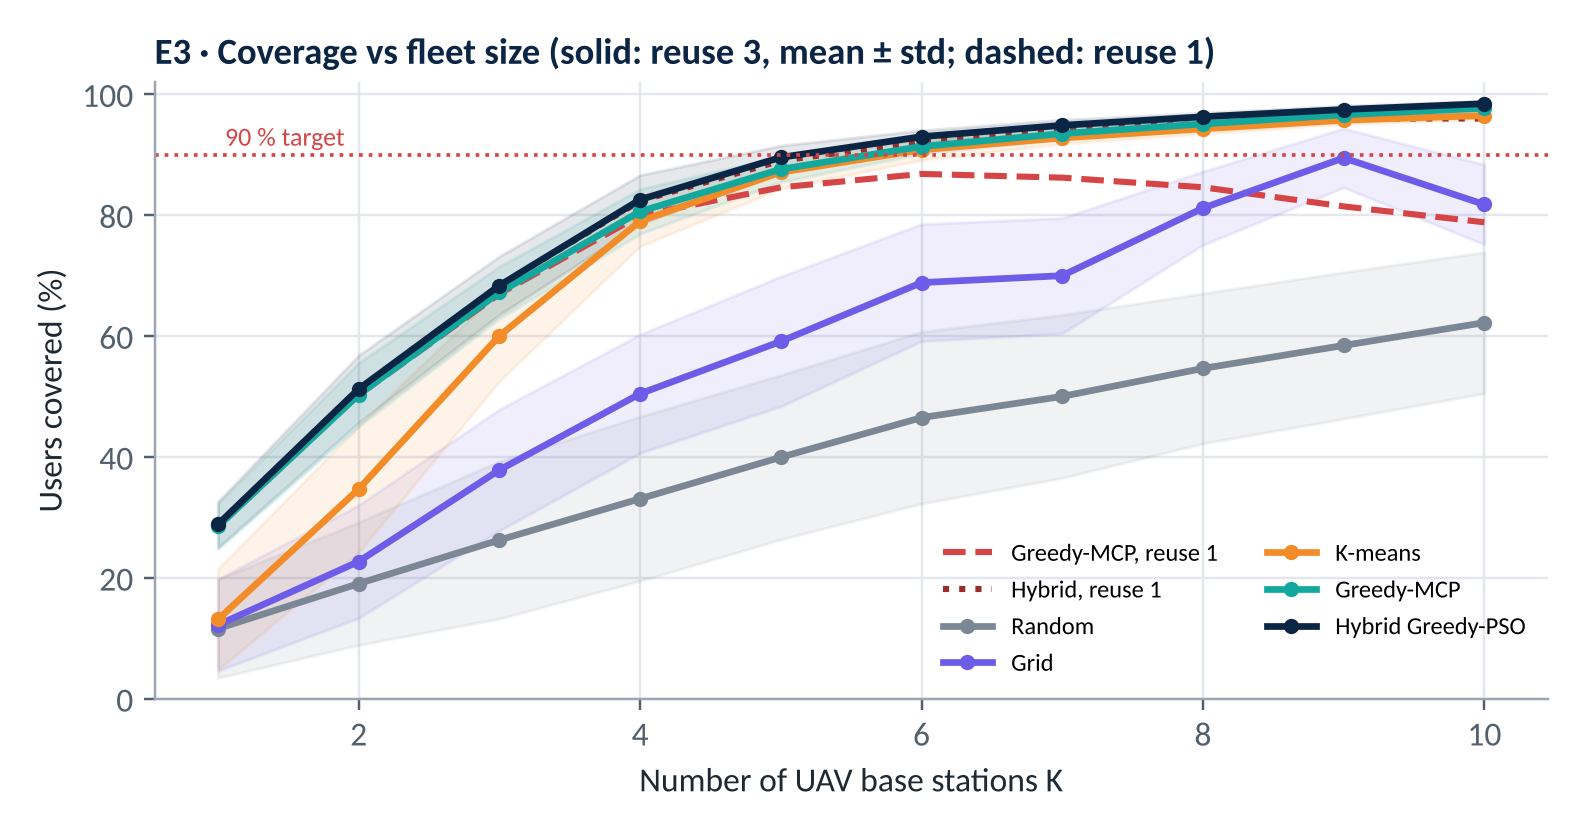 E3 · Coverage vs fleet size (solid: reuse 3, mean ± std; dashed: reuse 1)
100
80
60
40
20
0
Users covered (%)
90 % target
Greedy-MCP, reuse 1
Hybrid, reuse 1
Random
Grid
K-means
Greedy-MCP
Hybrid Greedy-PSO
2
4
6
8
10
Number of UAV base stations K